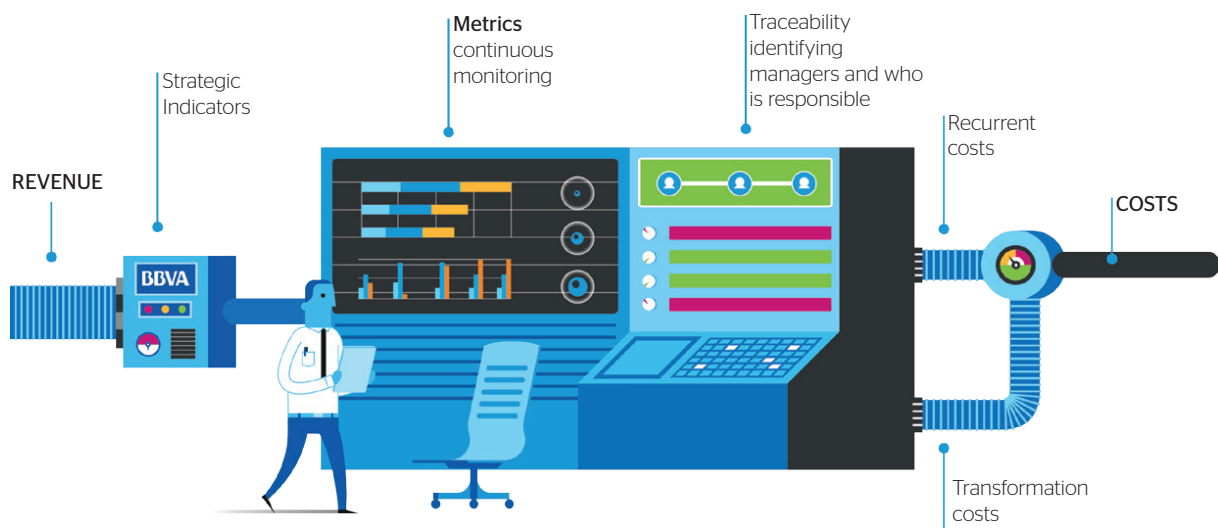 REVENUE
Strategic
Indicators
BBVA
Metrics
continuous
monitoring
Traceability
identifying
managers and who
is responsible
Recurrent
costs
COSTS
Transformation
costs